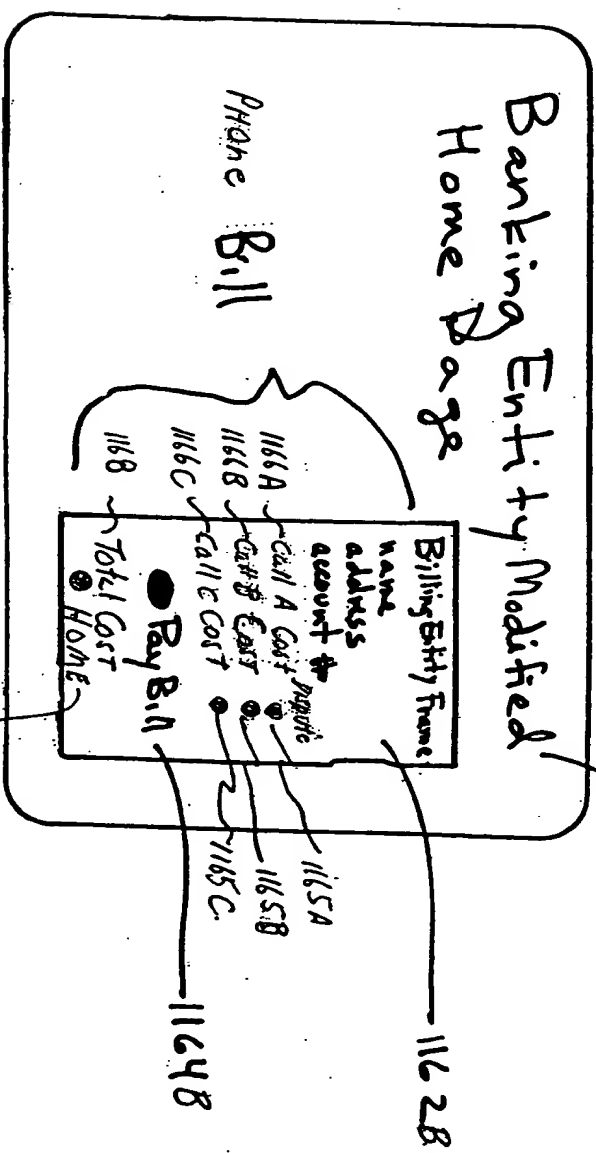 Banking Entity Modified
Home Page
Phone Bill
Billing Entity Frame
name
address
account #
1166A Call A Cost Dispute 1165A
1166B Call B Cost 1165B
1166C Call C Cost 1165C
Pay Bill
1168 Total Cost
Home
1162B
1164B